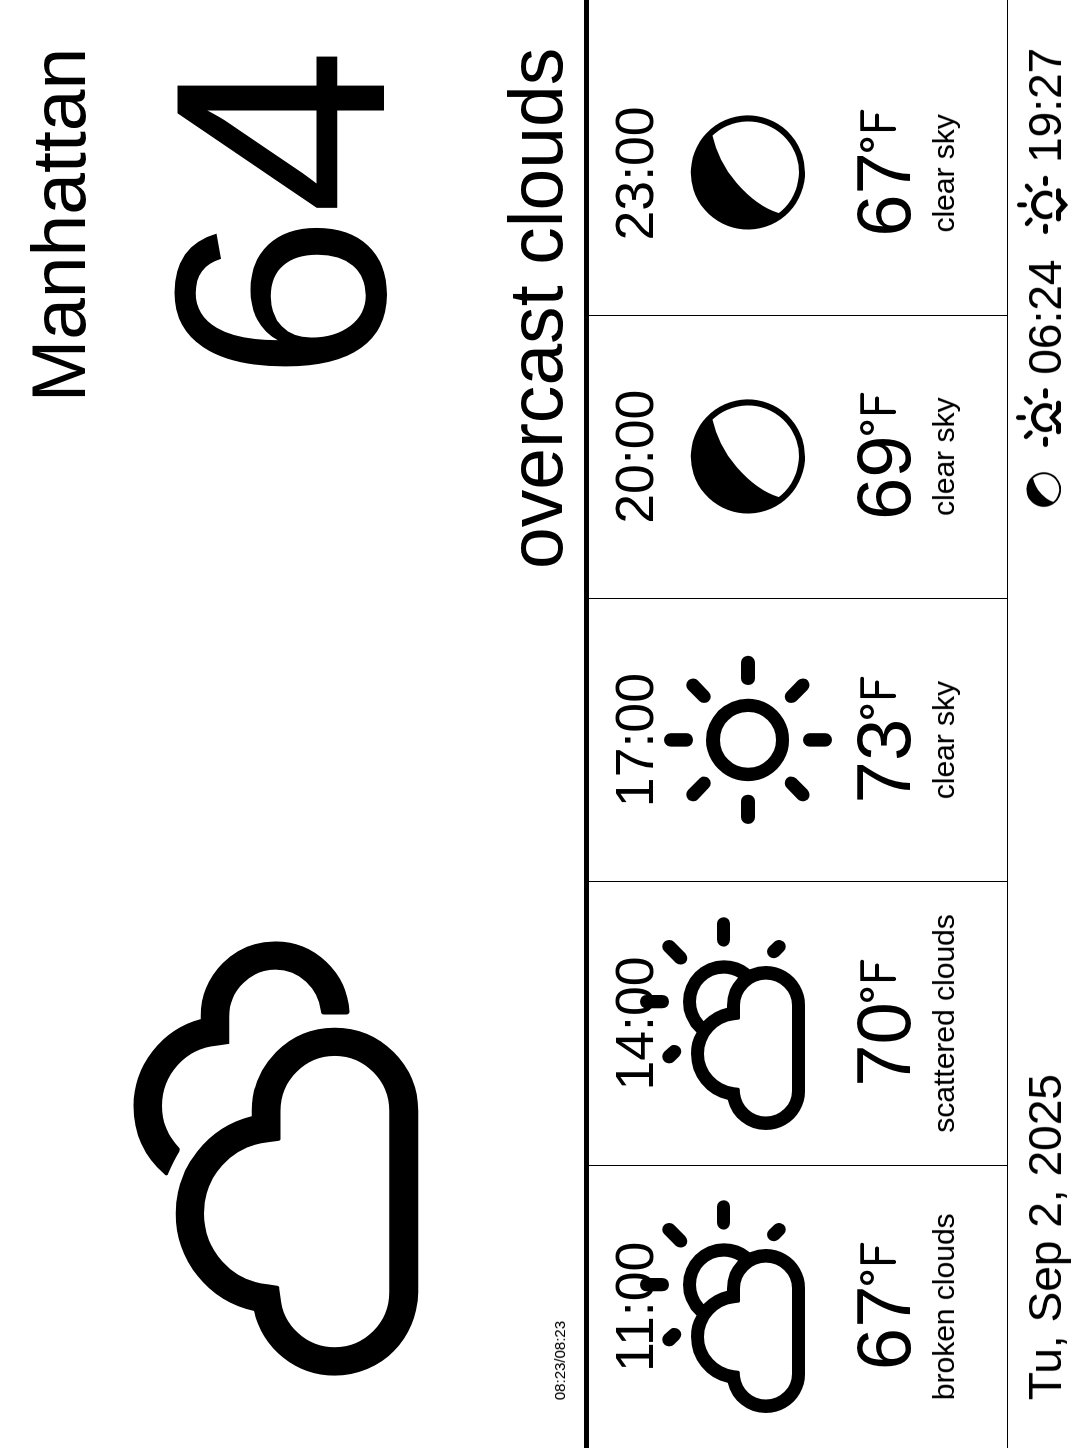 Manhattan
64
overcast clouds
08:23/08:23
11:00
67°F
broken clouds
14:00
70°F
scattered clouds
17:00
73°F
clear sky
20:00
69°F
clear sky
23:00
67°F
clear sky
Tu, Sep 2, 2025
06:24
19:27